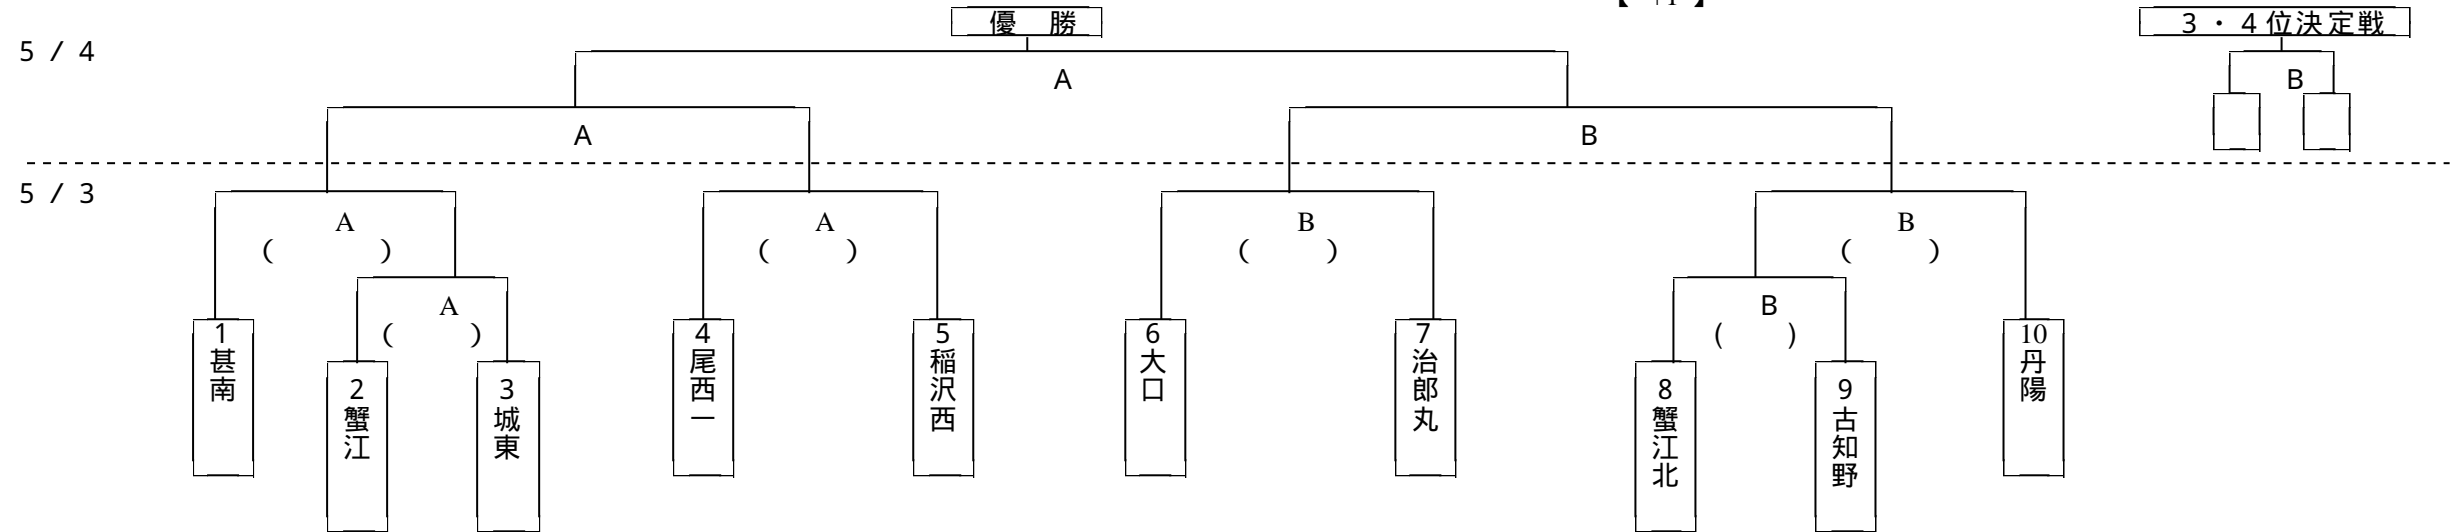 優 勝
3・4位決定戦
5/4
A
B
A
B
5/3
A
( )
A
( )
B
( )
B
( )
A
( )
B
( )
1甚南
2蟹江
3城東
4尾西一
5稲沢西
6大口
7治郎丸
8蟹江北
9古知野
10丹陽